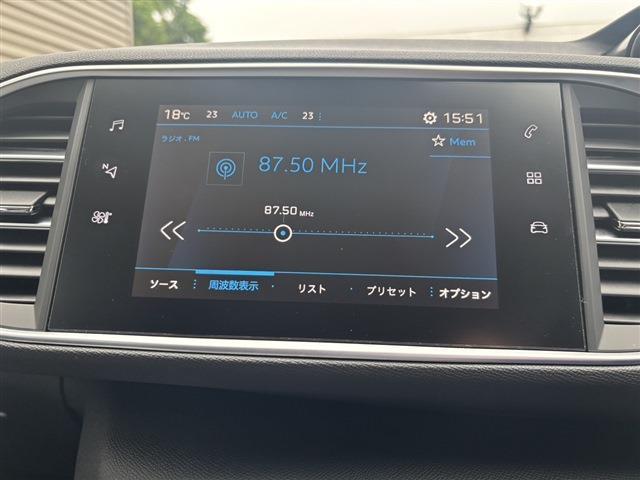 18℃ 23 AUTO A/C 23 15:51
ラジオ・FM
Mem
87.50 MHz
87.50 MHz
ソース 周波数表示 リスト プリセット オプション
N